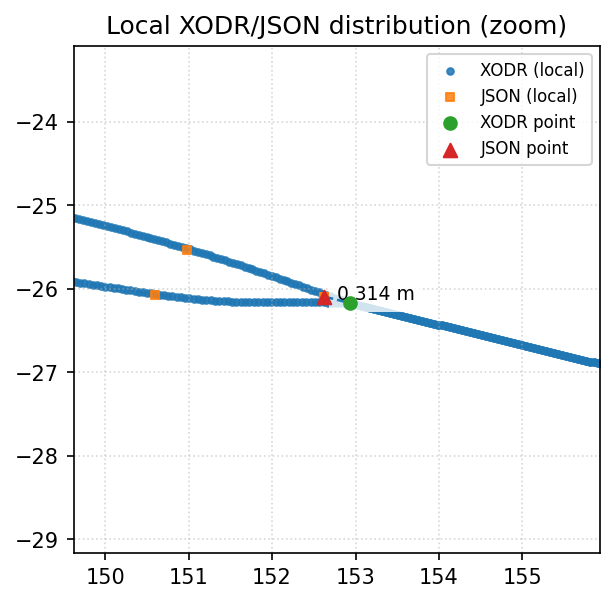 Local XODR/JSON distribution (zoom)
XODR (local)
JSON (local)
XODR point
JSON point
−24
−25
−26
−27
−28
−29
0.314 m
150
151
152
153
154
155